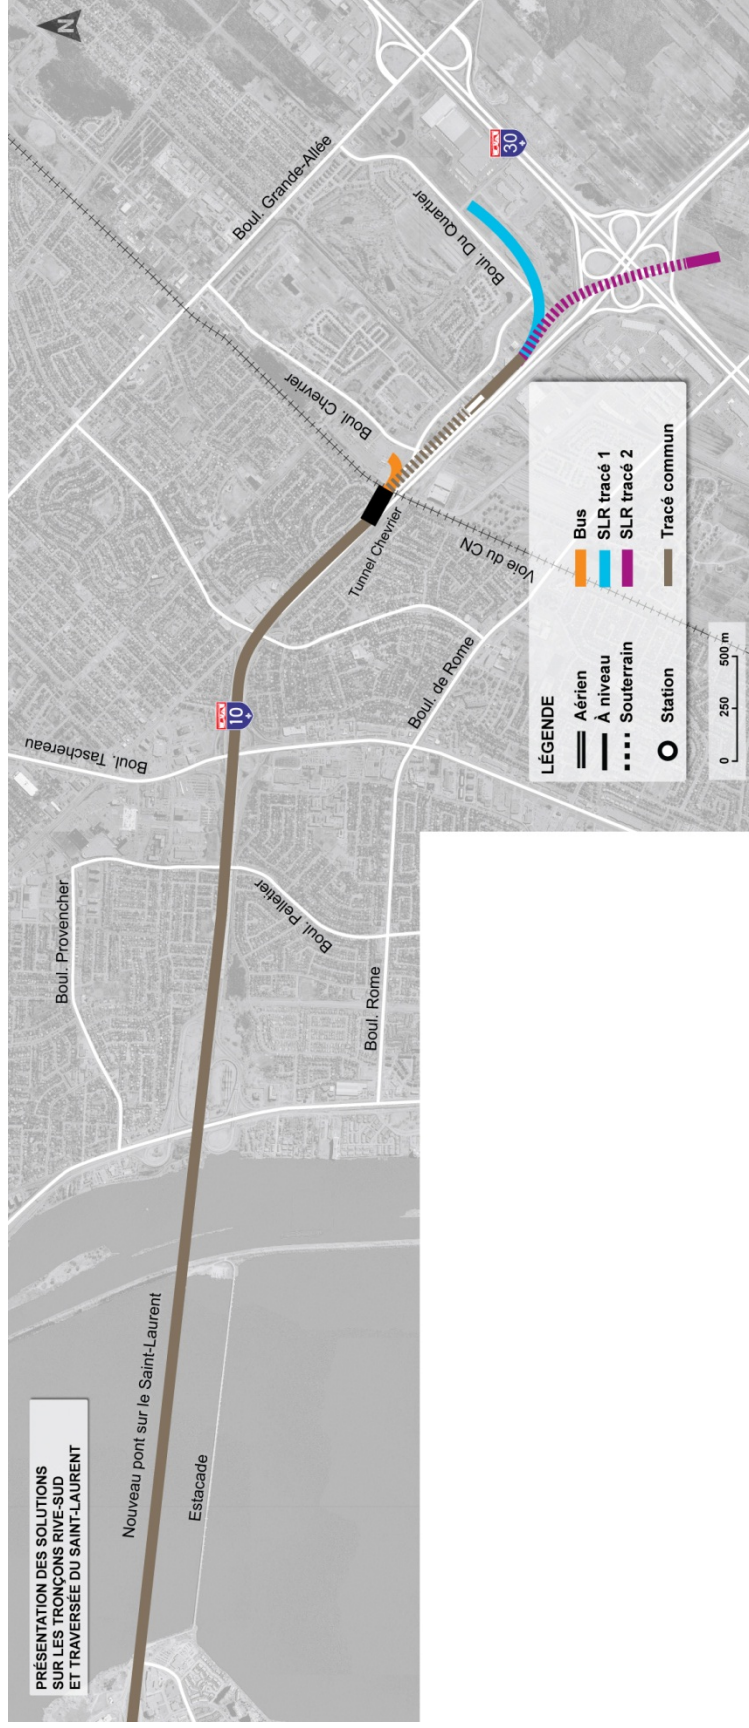 PRÉSENTATION DES SOLUTIONS
SUR LES TRONÇONS RIVE-SUD
ET TRAVERSÉE DU SAINT-LAURENT
N
Nouveau pont sur le Saint-Laurent
Estacade
Boul. Provencher
Boul. Pelletier
Boul. Rome
Boul. Taschereau
10
Boul. de Rome
Tunnel Chevrier
Voie du CN
Boul. Chevrier
Boul. Grande-Allée
Boul. Du Quartier
30
LÉGENDE
Aérien
À niveau
Souterrain
Station
Bus
SLR tracé 1
SLR tracé 2
Tracé commun
0 250 500 m